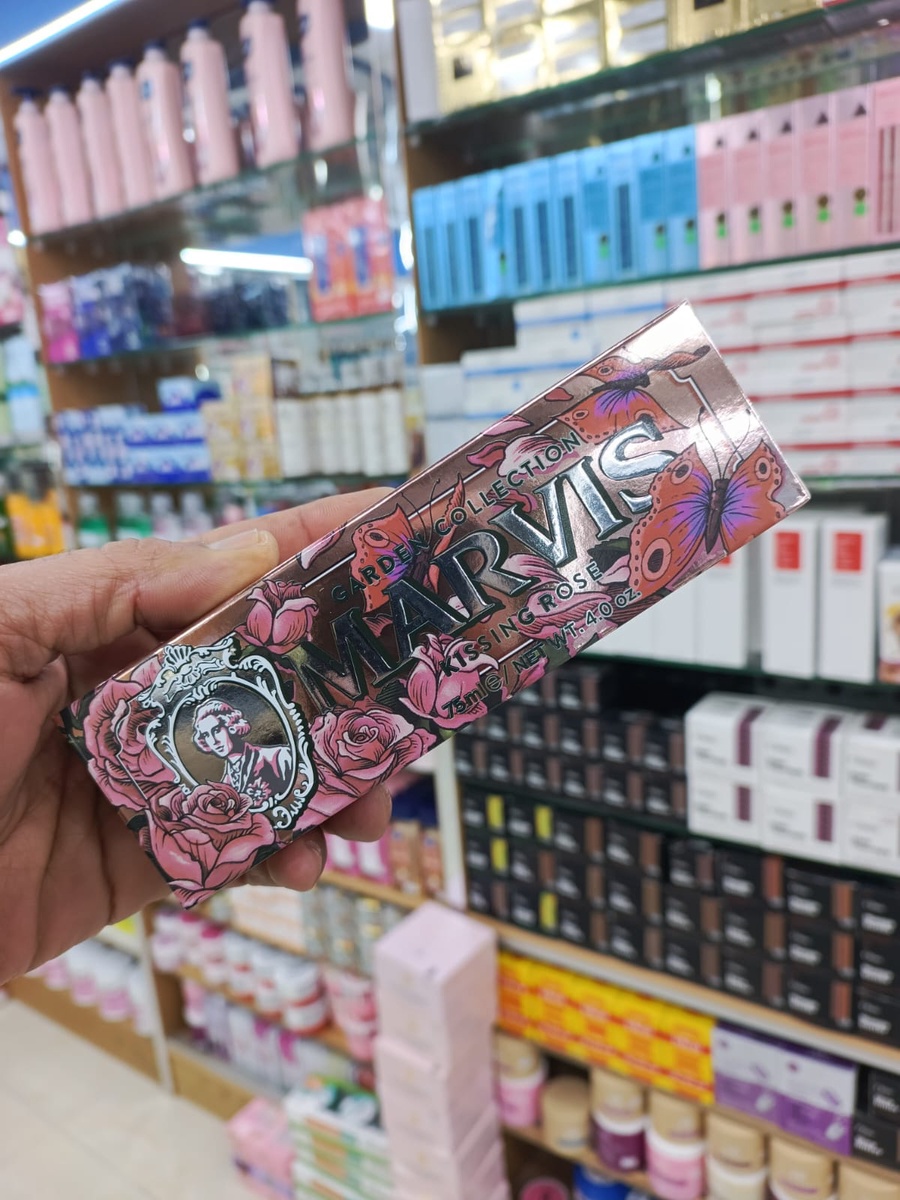 GARDEN COLLECTION
MARVIS
KISSING ROSE
75ml e / NET WT. 4.0 oz.